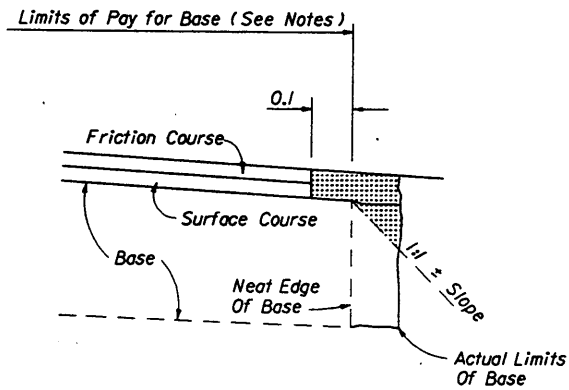 Limits of Pay for Base (See Notes)
0.1
Friction Course
Surface Course
Base
1:1 ± Slope
Neat Edge
Of Base
Actual Limits
Of Base